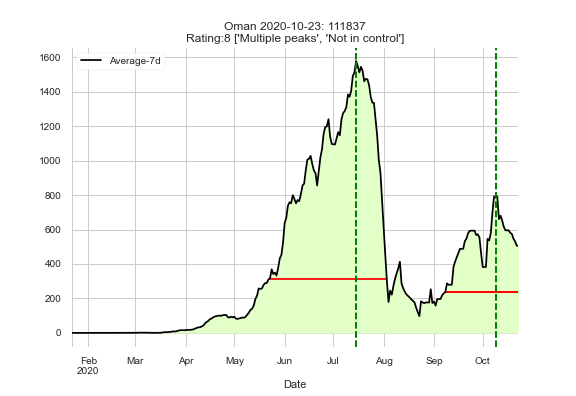 Oman 2020-10-23: 111837
Rating:8 ['Multiple peaks', 'Not in control']
Average-7d
1600
1400
1200
1000
800
600
400
200
0
Feb Mar Apr May Jun Jul Aug Sep Oct
2020
Date